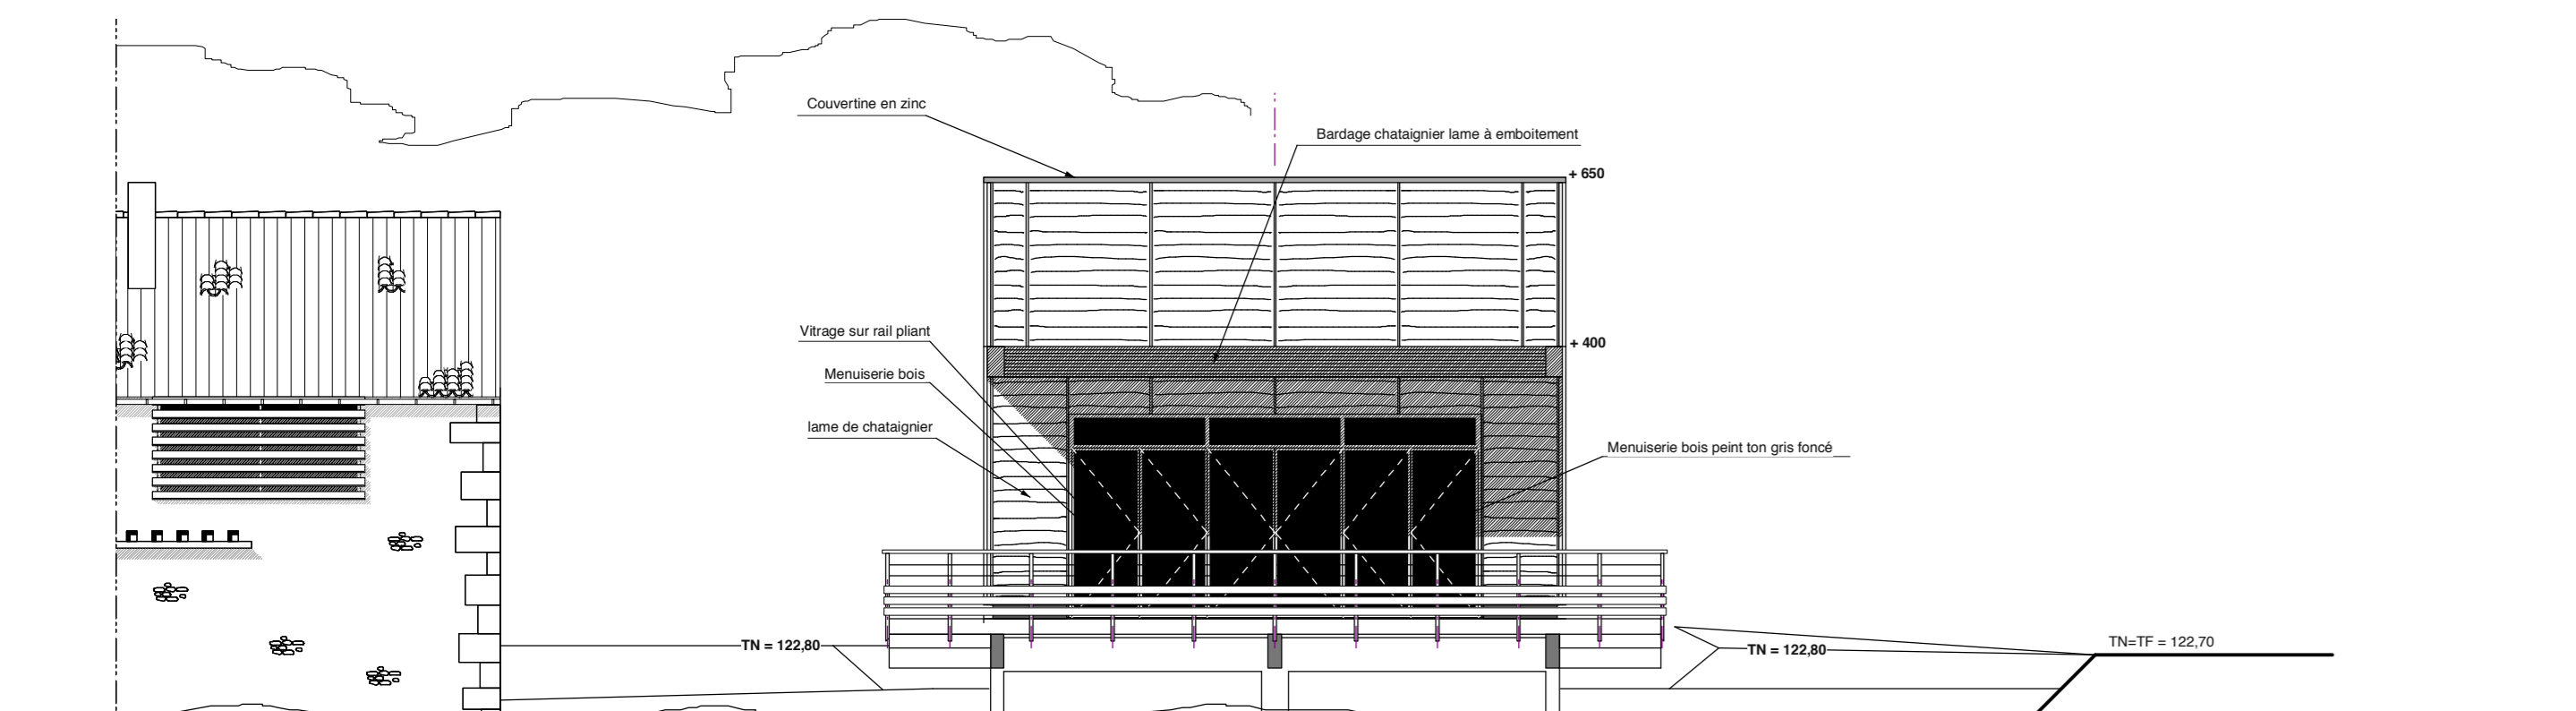 Couvertine en zinc
Bardage chataignier lame à emboitement
+ 650
Vitrage sur rail pliant
+ 400
Menuiserie bois
lame de chataignier
Menuiserie bois peint ton gris foncé
TN = 122,80
TN = 122,80
TN=TF = 122,70